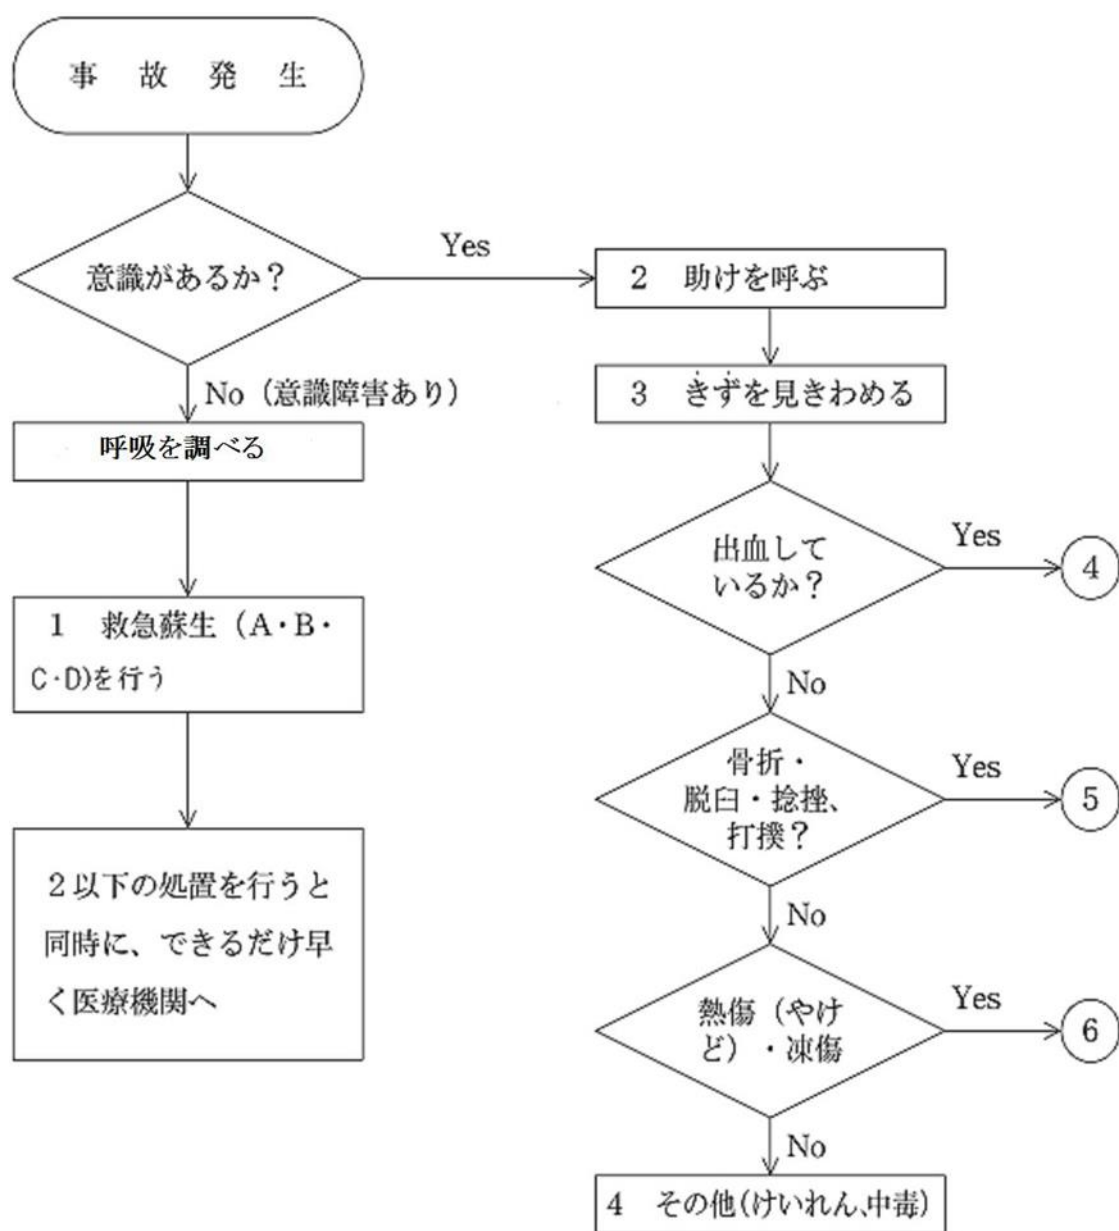 事故発生
意識があるか？
Yes
No（意識障害あり）
呼吸を調べる
1　救急蘇生（A・B・
C・D)を行う
２以下の処置を行うと
同時に、できるだけ早
く医療機関へ
2　助けを呼ぶ
3　きずを見きわめる
出血して
いるか？
Yes
4
No
骨折・
脱臼・捻挫、
打撲？
Yes
5
No
熱傷（やけ
ど）・凍傷
Yes
6
No
4　その他(けいれん、中毒)